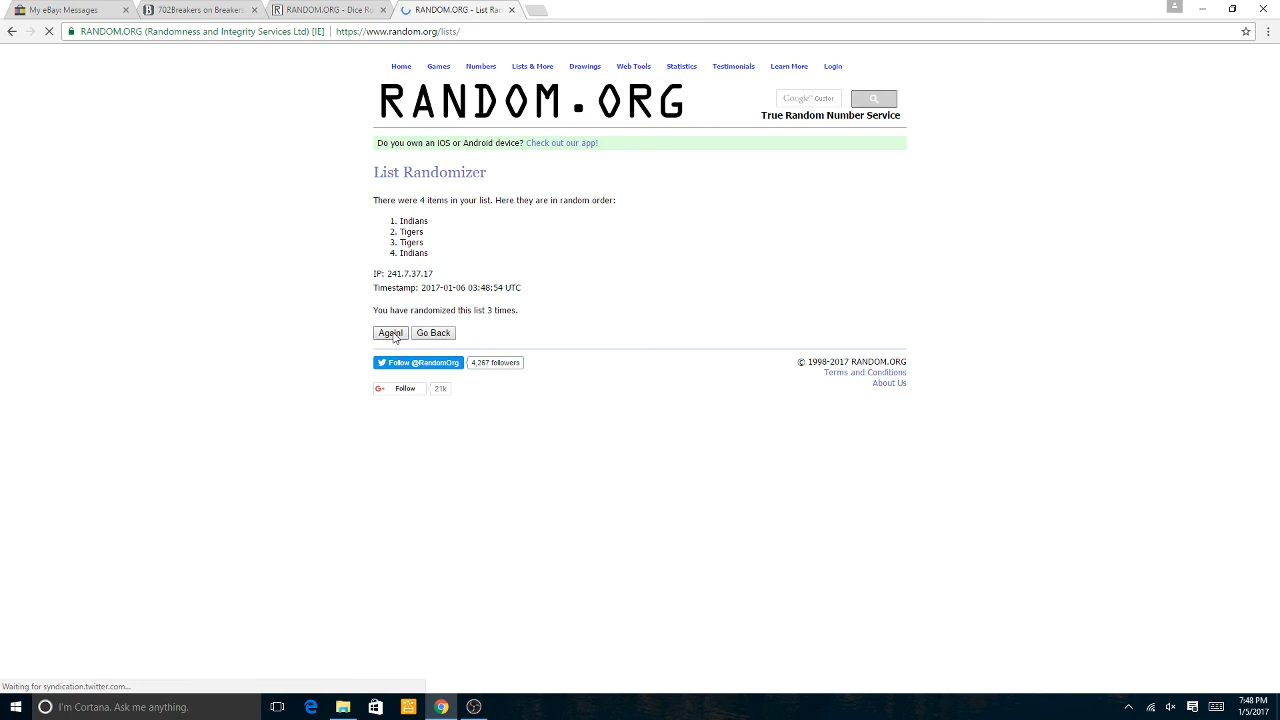 My eBay: Messages
702Breakers on Breakers
RANDOM.ORG - Dice Ro
RANDOM.ORG - List Ran
RANDOM.ORG (Randomness and Integrity Services Ltd) [IE] https://www.random.org/lists/
Home Games Numbers Lists & More Drawings Web Tools Statistics Testimonials Learn More Login
RANDOM.ORG
Google™ Custor
True Random Number Service
Do you own an iOS or Android device? Check out our app!
List Randomizer
There were 4 items in your list. Here they are in random order:
1. Indians
2. Tigers
3. Tigers
4. Indians
IP: 241.7.37.17
Timestamp: 2017-01-06 03:48:54 UTC
You have randomized this list 3 times.
Again! Go Back
Follow @RandomOrg 4,267 followers
© 1998-2017 RANDOM.ORG
Terms and Conditions
About Us
G+ Follow 21k
Waiting for syndication.twitter.com...
I'm Cortana. Ask me anything.
7:48 PM
1/5/2017